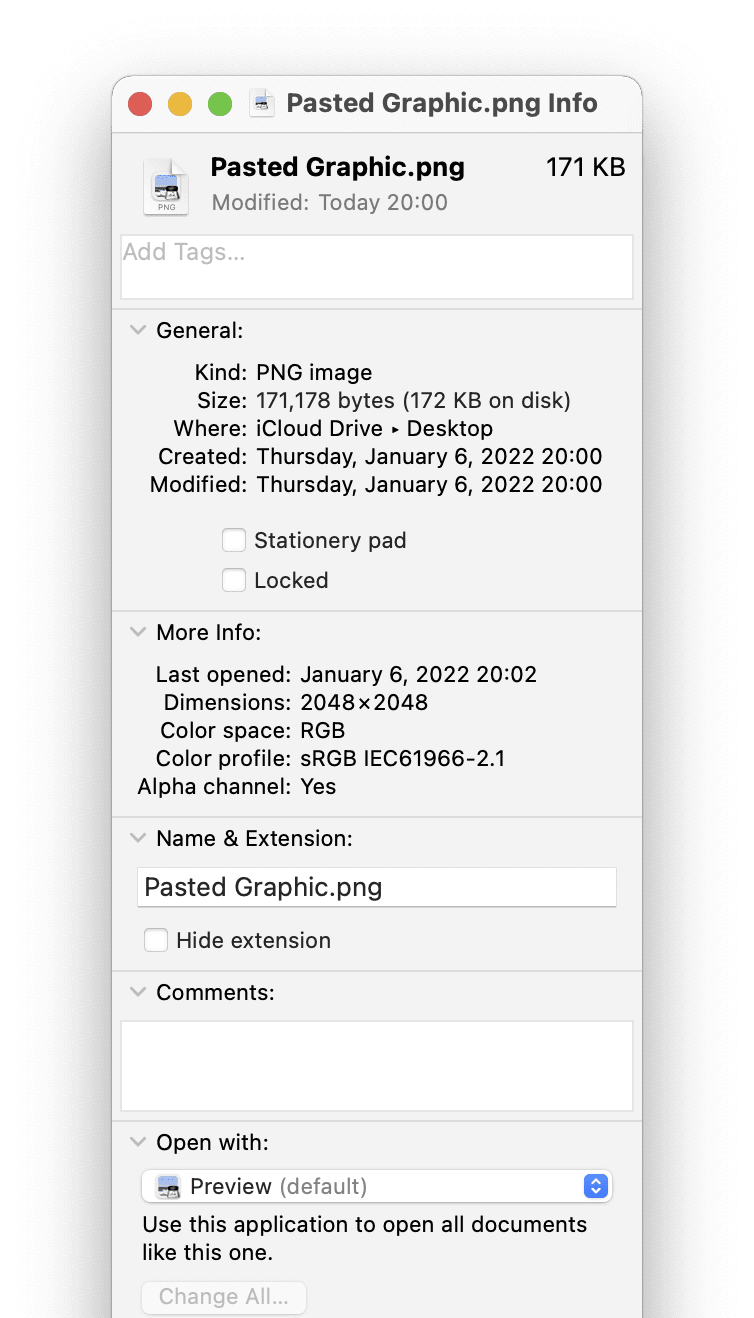 Pasted Graphic.png Info
Pasted Graphic.png 171 KB
Modified: Today 20:00
PNG
Add Tags...
General:
Kind: PNG image
Size: 171,178 bytes (172 KB on disk)
Where: iCloud Drive ▸ Desktop
Created: Thursday, January 6, 2022 20:00
Modified: Thursday, January 6, 2022 20:00
Stationery pad
Locked
More Info:
Last opened: January 6, 2022 20:02
Dimensions: 2048×2048
Color space: RGB
Color profile: sRGB IEC61966-2.1
Alpha channel: Yes
Name & Extension:
Pasted Graphic.png
Hide extension
Comments:
Open with:
Preview (default)
Use this application to open all documents
like this one.
Change All...